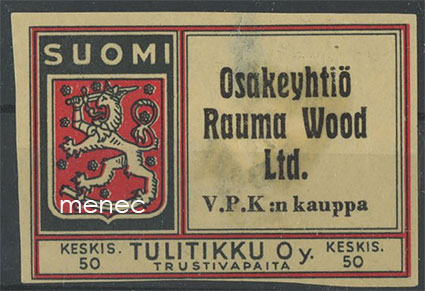 SUOMI
menec
Osakeyhtiö
Rauma Wood
Ltd.
V.P.K:n kauppa
KESKIS.
50
TULITIKKU Oy.
TRUSTIVAPAITA
KESKIS.
50